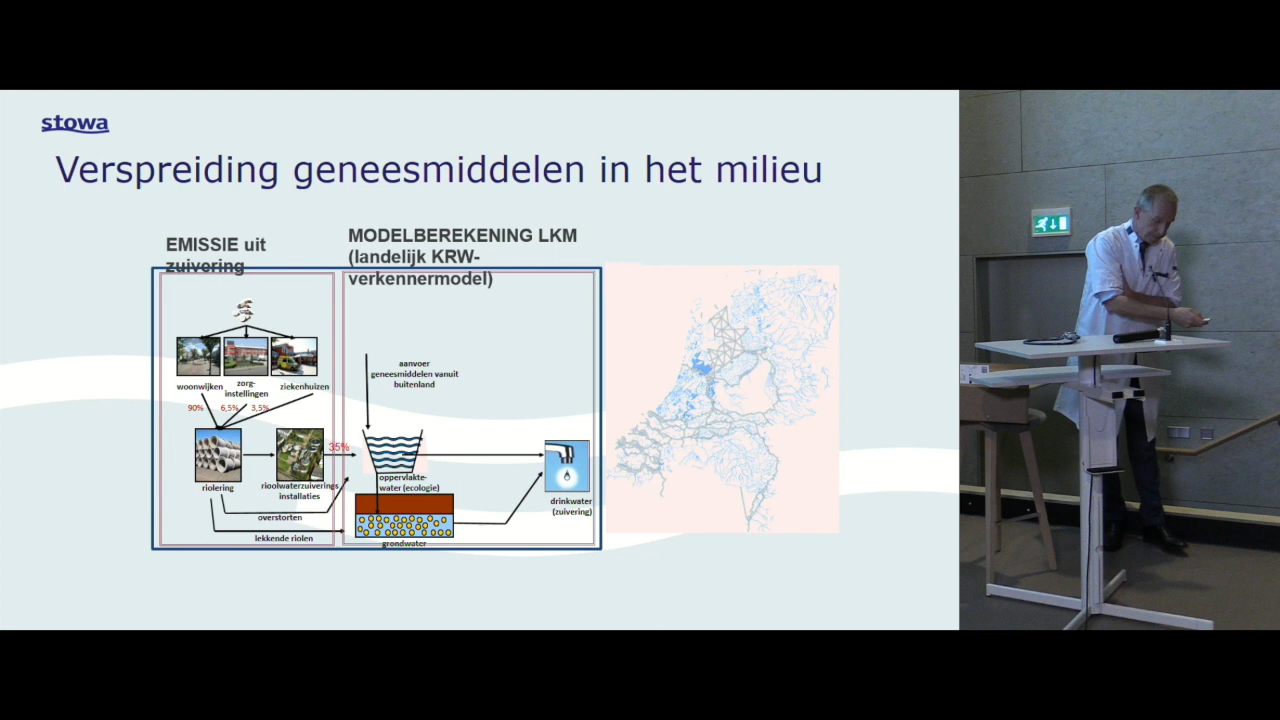 stowa
Verspreiding geneesmiddelen in het milieu
EMISSIE uit
zuivering
MODELBEREKENING LKM
(landelijk KRW-
verkennermodel)
aanvoer
geneesmiddelen vanuit
buitenland
woonwijken
zorg-
instellingen
ziekenhuizen
90%
6,5%
3,5%
35%
riolering
rioolwaterzuiverings
installaties
oppervlakte-
water (ecologie)
drinkwater
(zuivering)
overstorten
lekkende riolen
grondwater